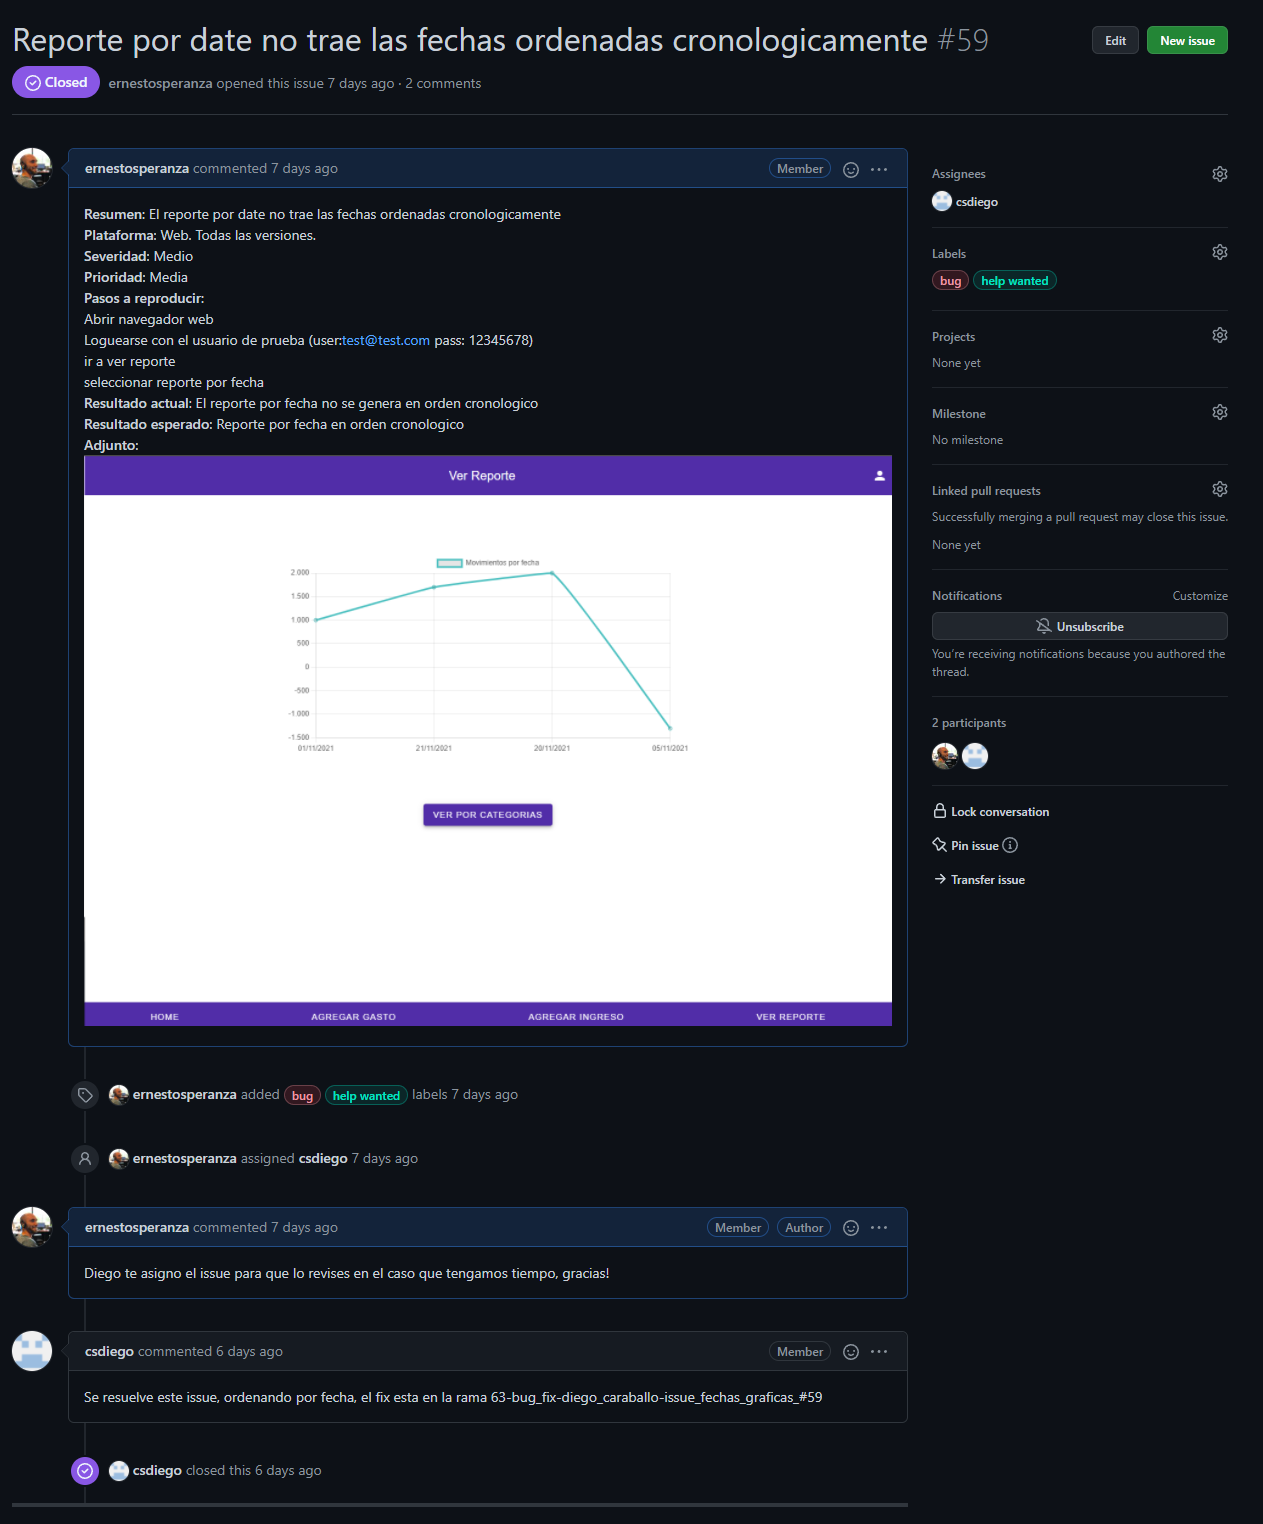 Reporte por date no trae las fechas ordenadas cronologicamente #59
Edit
New issue
Closed
ernestosperanza opened this issue 7 days ago · 2 comments
ernestosperanza commented 7 days ago
Member
Resumen: El reporte por date no trae las fechas ordenadas cronologicamente
Plataforma: Web. Todas las versiones.
Severidad: Medio
Prioridad: Media
Pasos a reproducir:
Abrir navegador web
Loguearse con el usuario de prueba (user:test@test.com pass: 12345678)
ir a ver reporte
seleccionar reporte por fecha
Resultado actual: El reporte por fecha no se genera en orden cronologico
Resultado esperado: Reporte por fecha en orden cronologico
Adjunto:
Ver Reporte
Movimientos por fecha
2.000
1.500
1.000
500
0
-500
-1.000
-1.500
01/11/2021
21/11/2021
20/11/2021
05/11/2021
VER POR CATEGORIAS
HOME
AGREGAR GASTO
AGREGAR INGRESO
VER REPORTE
ernestosperanza added bug help wanted labels 7 days ago
ernestosperanza assigned csdiego 7 days ago
ernestosperanza commented 7 days ago
Member
Author
Diego te asigno el issue para que lo revises en el caso que tengamos tiempo, gracias!
csdiego commented 6 days ago
Member
Se resuelve este issue, ordenando por fecha, el fix esta en la rama 63-bug_fix-diego_caraballo-issue_fechas_graficas_#59
csdiego closed this 6 days ago
Assignees
csdiego
Labels
bug
help wanted
Projects
None yet
Milestone
No milestone
Linked pull requests
Successfully merging a pull request may close this issue.
None yet
Notifications
Customize
Unsubscribe
You're receiving notifications because you authored the
thread.
2 participants
Lock conversation
Pin issue
Transfer issue